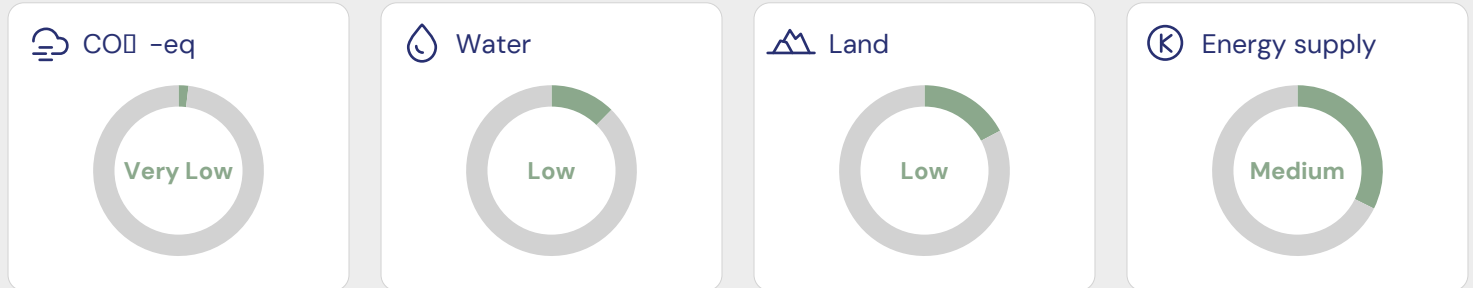 CO▯ -eq
Water
Land
Energy supply
Very Low
Low
Low
Medium